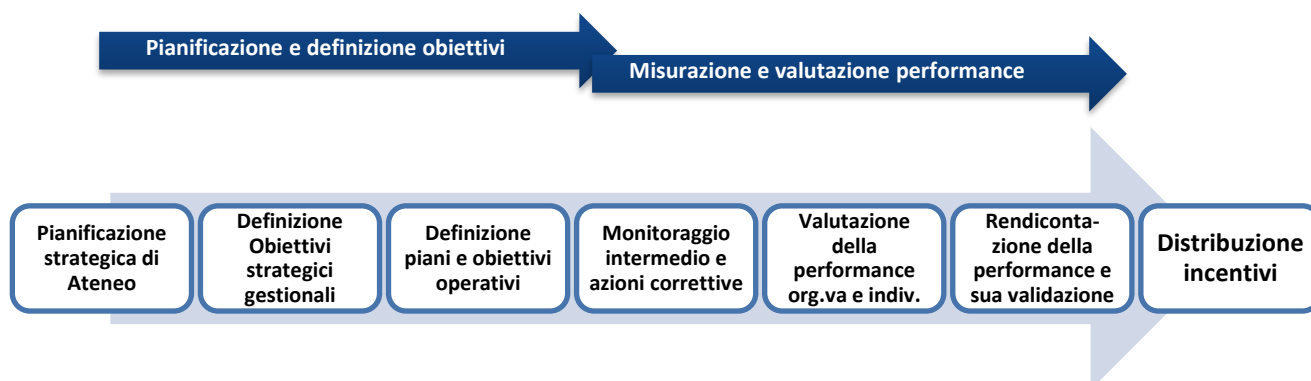 Pianificazione e definizione obiettivi
Misurazione e valutazione performance
Pianificazione
strategica di
Ateneo
Definizione
Obiettivi
strategici
gestionali
Definizione
piani e obiettivi
operativi
Monitoraggio
intermedio e
azioni correttive
Valutazione
della
performance
org.va e indiv.
Rendiconta-
zione della
performance e
sua validazione
Distribuzione
incentivi